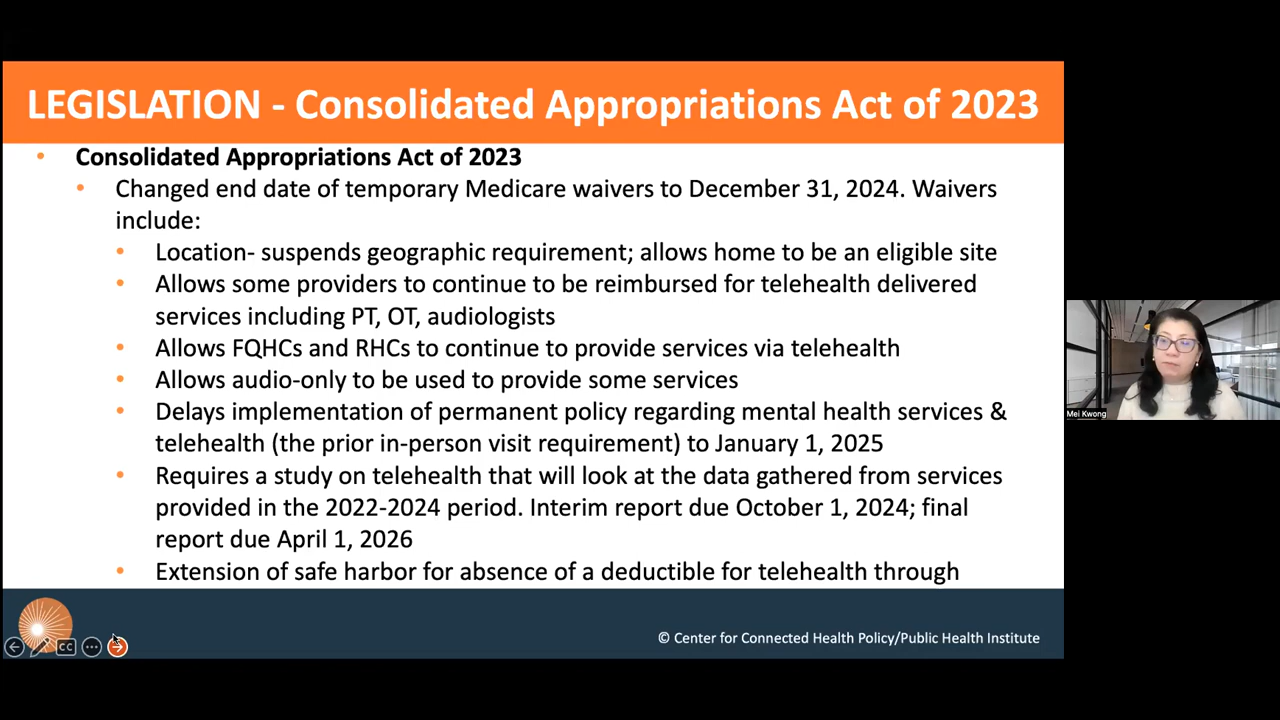 LEGISLATION - Consolidated Appropriations Act of 2023
• Consolidated Appropriations Act of 2023
• Changed end date of temporary Medicare waivers to December 31, 2024. Waivers
include:
• Location- suspends geographic requirement; allows home to be an eligible site
• Allows some providers to continue to be reimbursed for telehealth delivered
services including PT, OT, audiologists
• Allows FQHCs and RHCs to continue to provide services via telehealth
• Allows audio-only to be used to provide some services
• Delays implementation of permanent policy regarding mental health services &
telehealth (the prior in-person visit requirement) to January 1, 2025
• Requires a study on telehealth that will look at the data gathered from services
provided in the 2022-2024 period. Interim report due October 1, 2024; final
report due April 1, 2026
• Extension of safe harbor for absence of a deductible for telehealth through
CC
© Center for Connected Health Policy/Public Health Institute
Mei Kwong